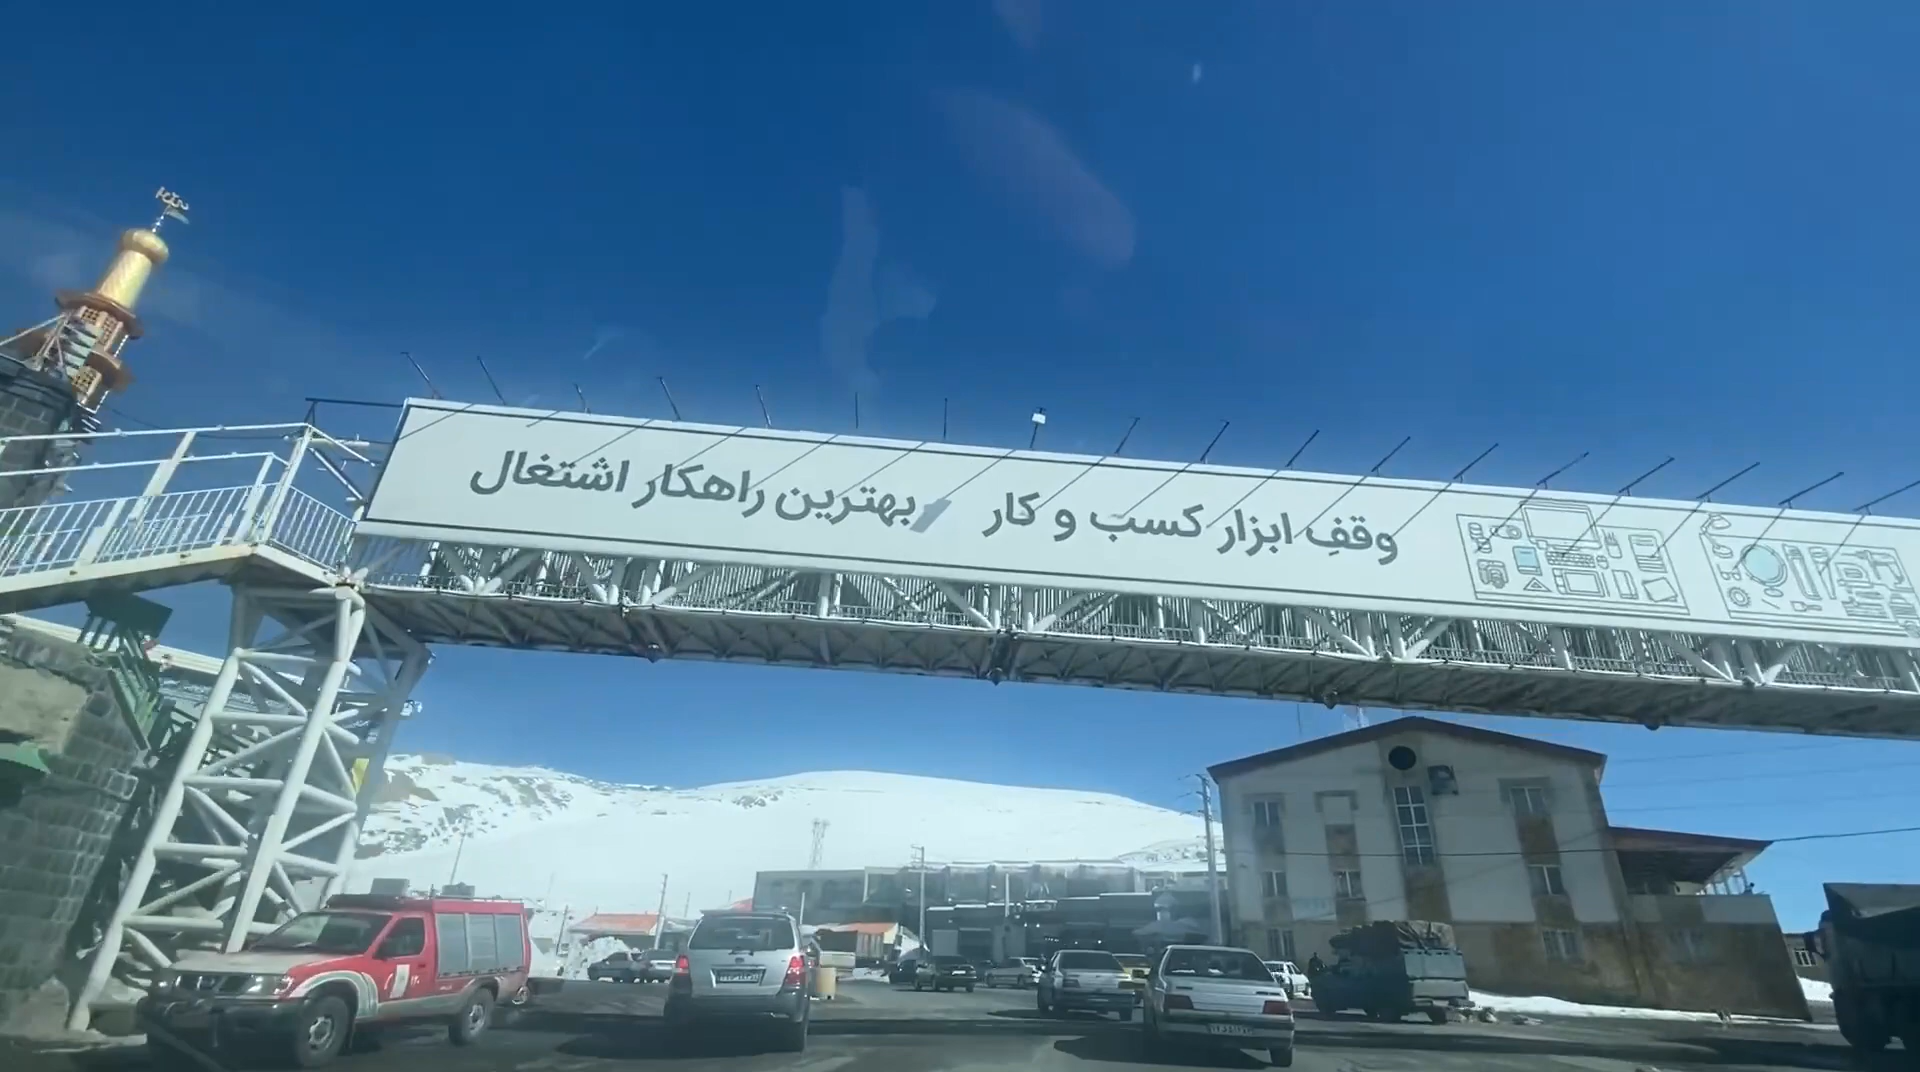 وقفِ ابزار کسب و کار بهترین راهکار اشتغال